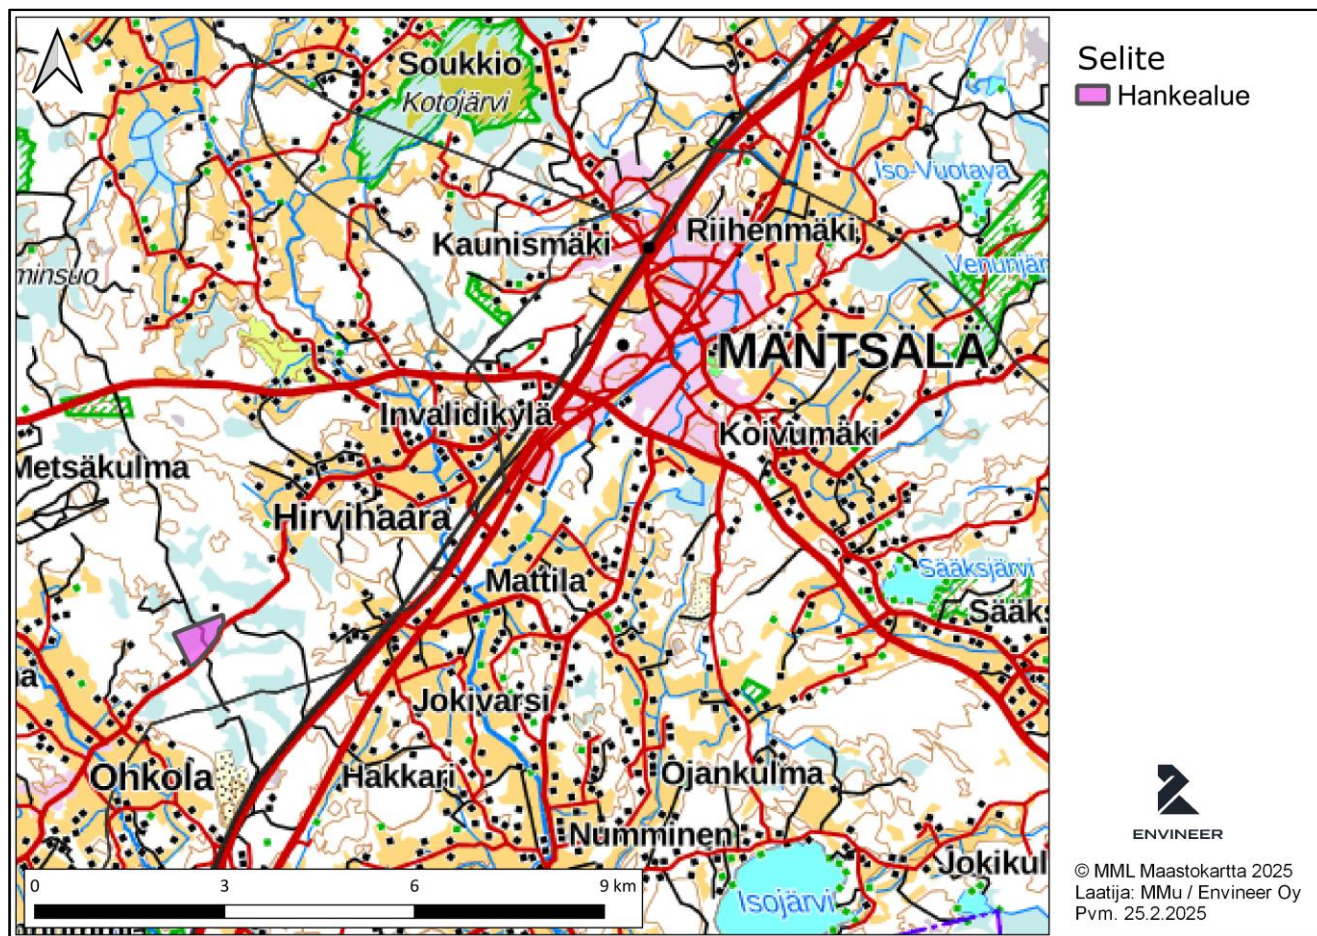 Soukkio
Kotojärvi
Iso-Vuotava
Kaunismäki
Riihenmäki
Venunjär
minsuo
MÄNTSÄLÄ
Invalidikylä
Koivumäki
Metsäkulma
Hirvihaara
Mattila
Sääksjärvi
Sääks
Jokivarsi
Ohkola
Hakkari
Ojankulma
Numminen
Jokikul
Isojärvi
0 3 6 9 km
Selite
Hankealue
ENVINEER
© MML Maastokartta 2025
Laatija: MMu / Envineer Oy
Pvm. 25.2.2025